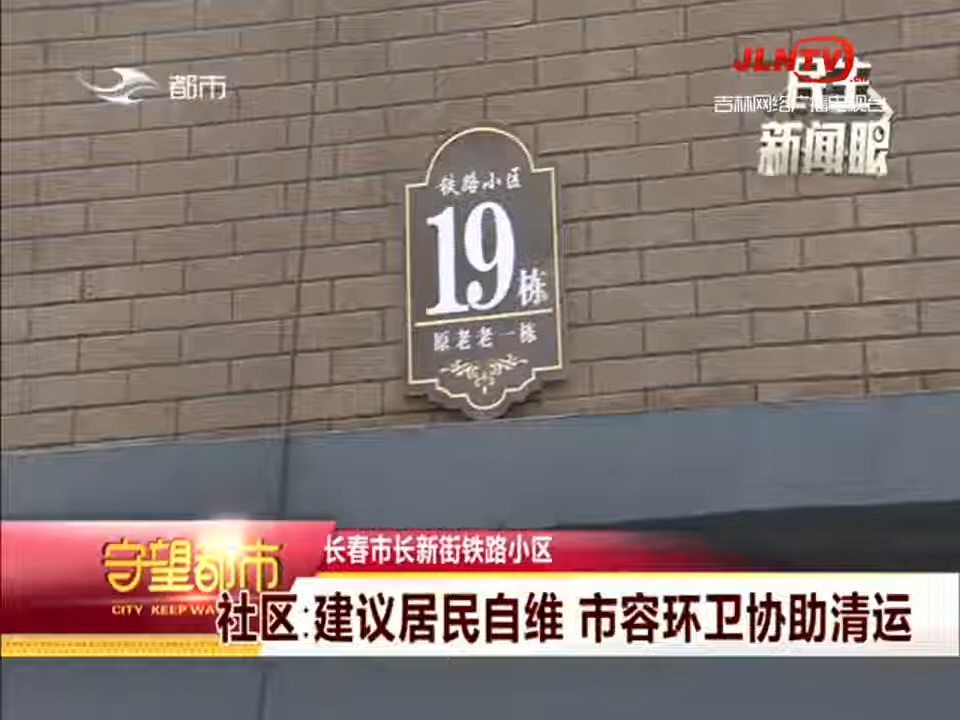 都市
JLNTV
吉林网络广播电视台
民生
新闻眼
铁路小区
19栋
原老老一栋
长春市长新街铁路小区
守望都市
CITY KEEP WA
社区:建议居民自维 市容环卫协助清运